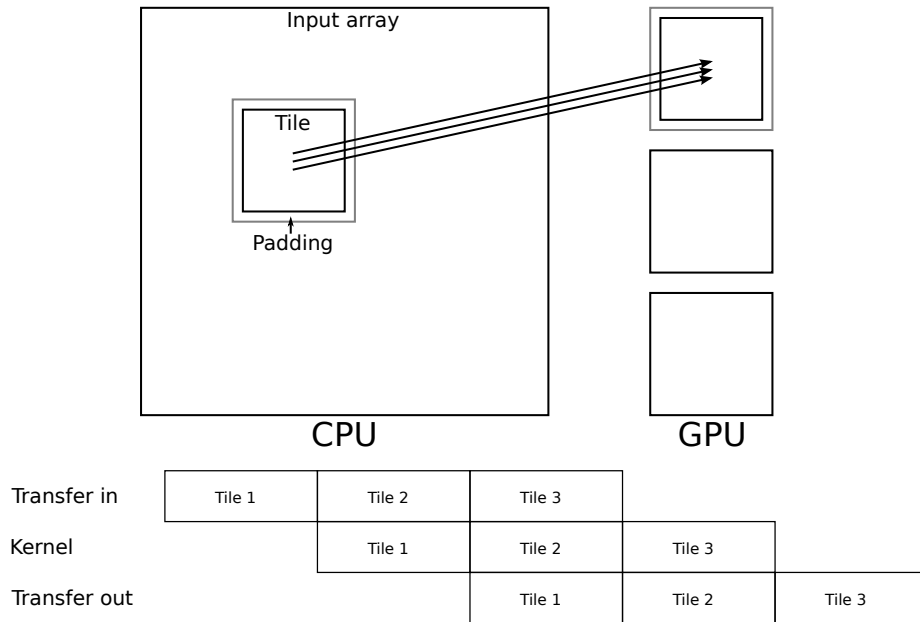 Input array
Tile
Padding
CPU
GPU
Transfer in
Tile 1
Tile 2
Tile 3
Kernel
Tile 1
Tile 2
Tile 3
Transfer out
Tile 1
Tile 2
Tile 3